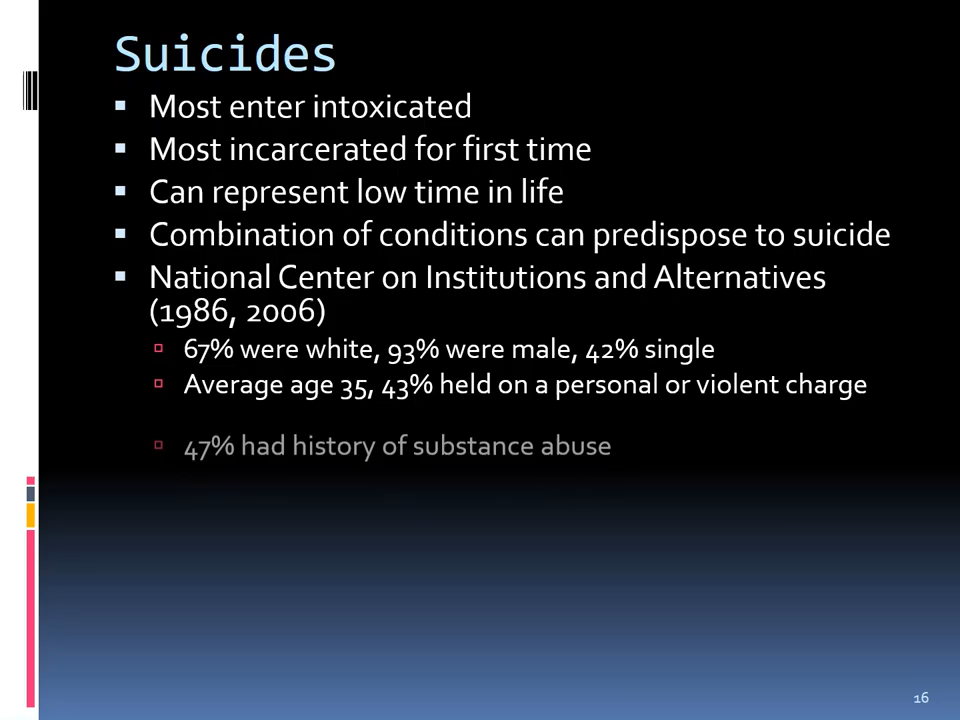 Suicides
Most enter intoxicated
Most incarcerated for first time
Can represent low time in life
Combination of conditions can predispose to suicide
National Center on Institutions and Alternatives
(1986, 2006)
67% were white, 93% were male, 42% single
Average age 35, 43% held on a personal or violent charge
47% had history of substance abuse
16